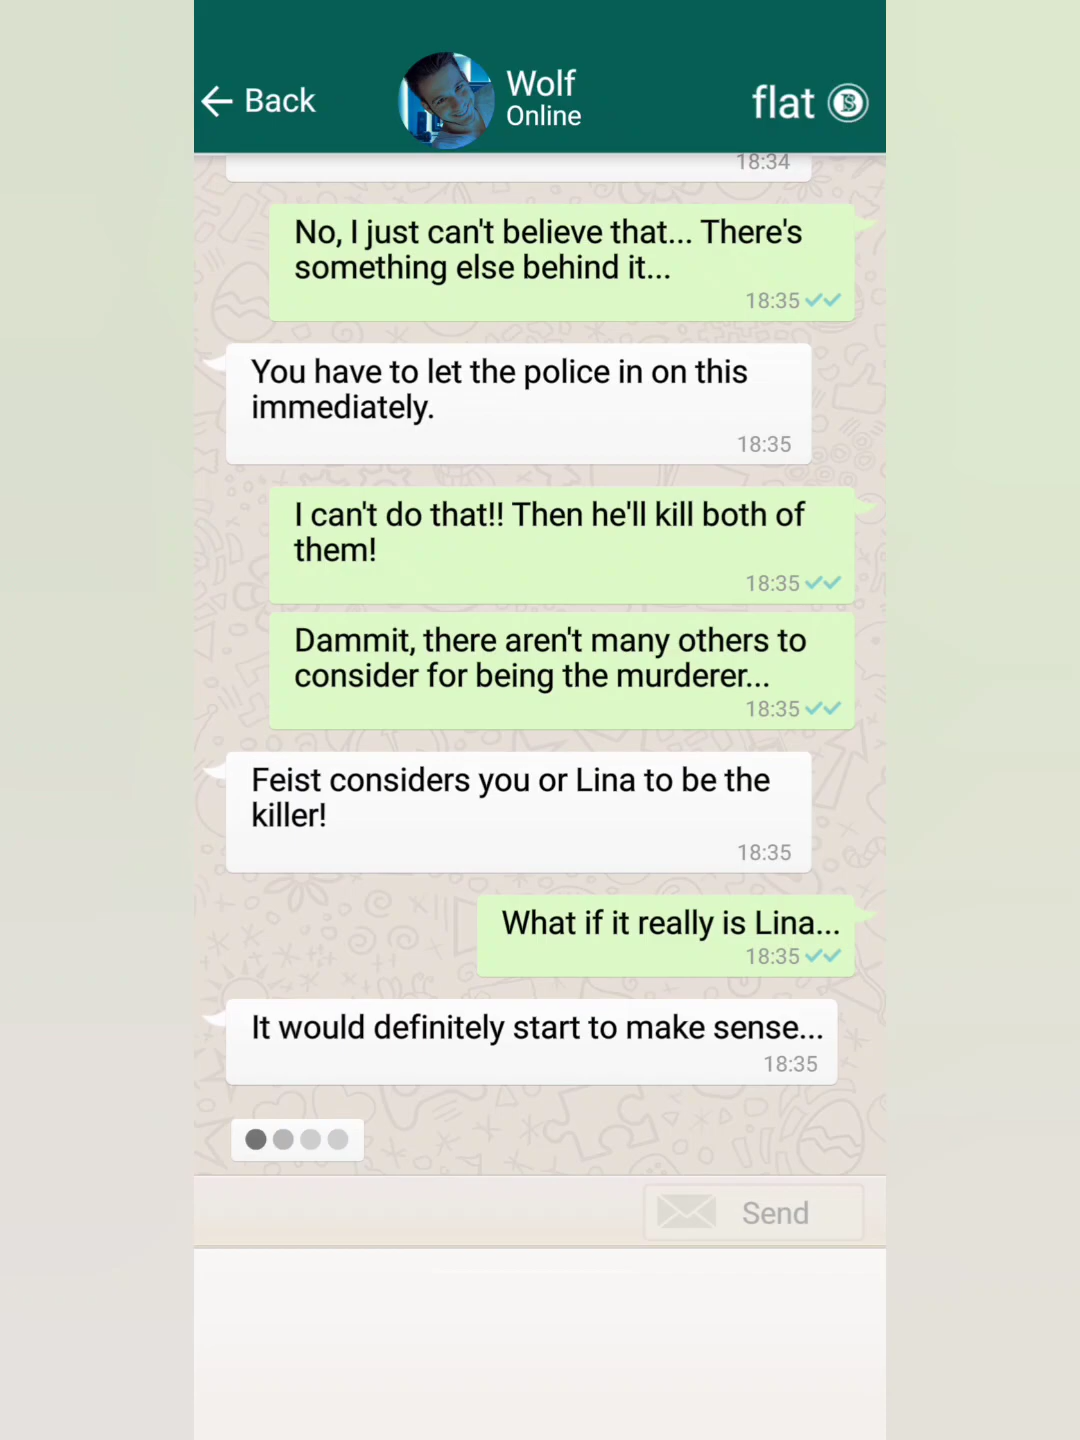 Back
Wolf
Online
flat
18:34
No, I just can't believe that... There's
something else behind it...
18:35
You have to let the police in on this
immediately.
18:35
I can't do that!! Then he'll kill both of
them!
18:35
Dammit, there aren't many others to
consider for being the murderer...
18:35
Feist considers you or Lina to be the
killer!
18:35
What if it really is Lina...
18:35
It would definitely start to make sense...
18:35
Send